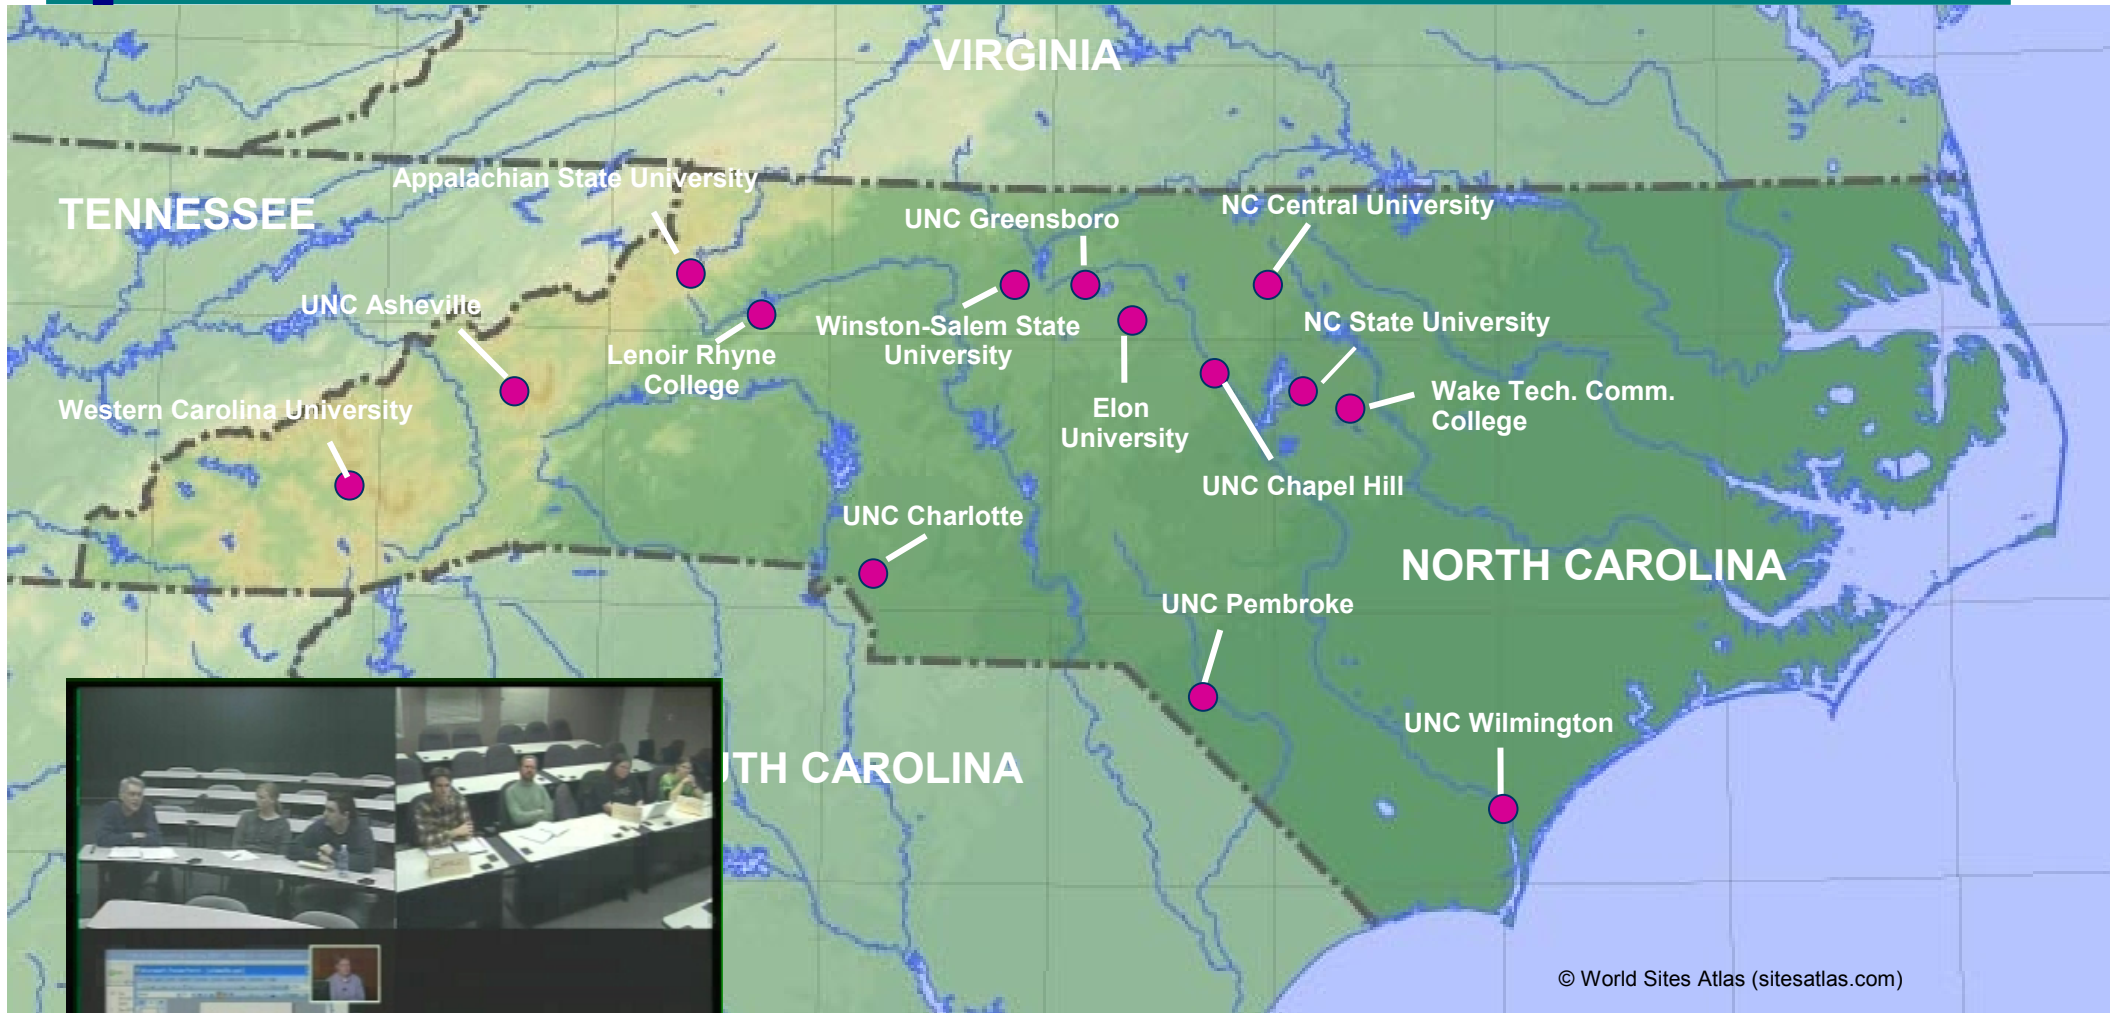 VIRGINIA
Appalachian State University
TENNESSEE
UNC Greensboro
NC Central University
UNC Asheville
Winston-Salem State
University
NC State University
Lenoir Rhyne
College
Western Carolina University
Elon
University
Wake Tech. Comm.
College
UNC Chapel Hill
UNC Charlotte
NORTH CAROLINA
UNC Pembroke
UNC Wilmington
TH CAROLINA
© World Sites Atlas (sitesatlas.com)